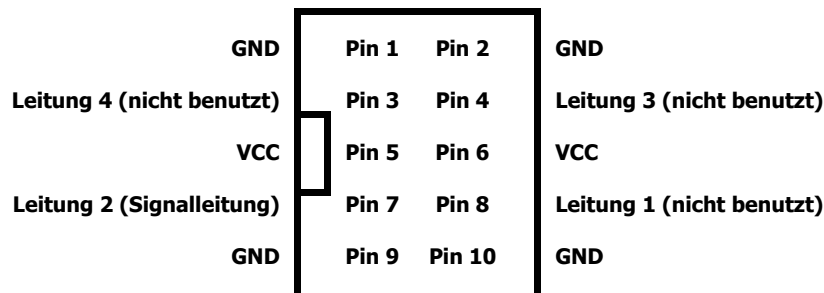 GND Pin 1 Pin 2 GND
Leitung 4 (nicht benutzt) Pin 3 Pin 4 Leitung 3 (nicht benutzt)
VCC Pin 5 Pin 6 VCC
Leitung 2 (Signalleitung) Pin 7 Pin 8 Leitung 1 (nicht benutzt)
GND Pin 9 Pin 10 GND